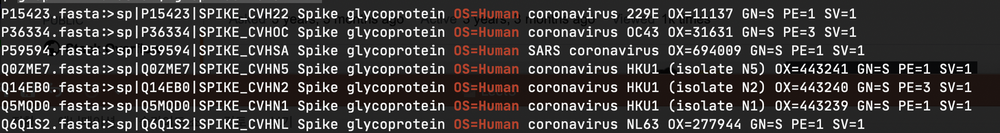 P15423.fasta:>sp|P15423|SPIKE_CVH22 Spike glycoprotein OS=Human coronavirus 229E OX=11137 GN=S PE=1 SV=1
P36334.fasta:>sp|P36334|SPIKE_CVHOC Spike glycoprotein OS=Human coronavirus OC43 OX=31631 GN=S PE=3 SV=1
P59594.fasta:>sp|P59594|SPIKE_CVHSA Spike glycoprotein OS=Human SARS coronavirus OX=694009 GN=S PE=1 SV=1
Q0ZME7.fasta:>sp|Q0ZME7|SPIKE_CVHN5 Spike glycoprotein OS=Human coronavirus HKU1 (isolate N5) OX=443241 GN=S PE=1 SV=1
Q14EB0.fasta:>sp|Q14EB0|SPIKE_CVHN2 Spike glycoprotein OS=Human coronavirus HKU1 (isolate N2) OX=443240 GN=S PE=3 SV=1
Q5MQD0.fasta:>sp|Q5MQD0|SPIKE_CVHN1 Spike glycoprotein OS=Human coronavirus HKU1 (isolate N1) OX=443239 GN=S PE=1 SV=1
Q6Q1S2.fasta:>sp|Q6Q1S2|SPIKE_CVHNL Spike glycoprotein OS=Human coronavirus NL63 OX=277944 GN=S PE=1 SV=1